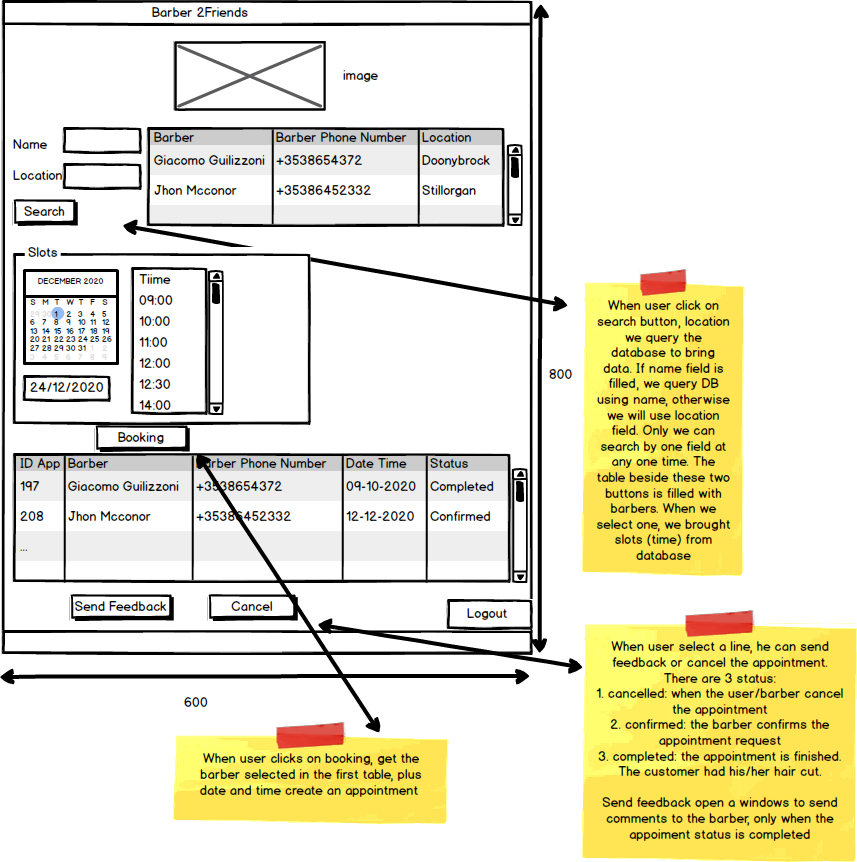 Barber 2Friends
image
Name
Location
Search
Barber Barber Phone Number Location
Giacomo Guilizzoni +3538654372 Doonybrock
Jhon Mcconor +35386452332 Stillorgan
Slots
DECEMBER 2020
S M T W T F S
29 30 1 2 3 4 5
6 7 8 9 10 11 12
13 14 15 16 17 18 19
20 21 22 23 24 25 26
27 28 29 30 31 1 2
3 4 5 6 7 8 9
24/12/2020
Tiime
09:00
10:00
11:00
12:00
12:30
14:00
800
When user click on
search button, location
we query the
database to bring
data. If name field is
filled, we query DB
using name, otherwise
we will use location
field. Only we can
search by one field at
any one time. The
table beside these two
buttons is filled with
barbers. When we
select one, we brought
slots (time) from
database
Booking
ID App Barber Barber Phone Number Date Time Status
197 Giacomo Guilizzoni +3538654372 09-10-2020 Completed
208 Jhon Mcconor +35386452332 12-12-2020 Confirmed
...
Send Feedback
Cancel
Logout
600
When user select a line, he can send
feedback or cancel the appointment.
There are 3 status:
1. cancelled: when the user/barber cancel
the appointment
2. confirmed: the barber confirms the
appointment request
3. completed: the appointment is finished.
The customer had his/her hair cut.
Send feedback open a windows to send
comments to the barber, only when the
appoiment status is completed
When user clicks on booking, get the
barber selected in the first table, plus
date and time create an appointment